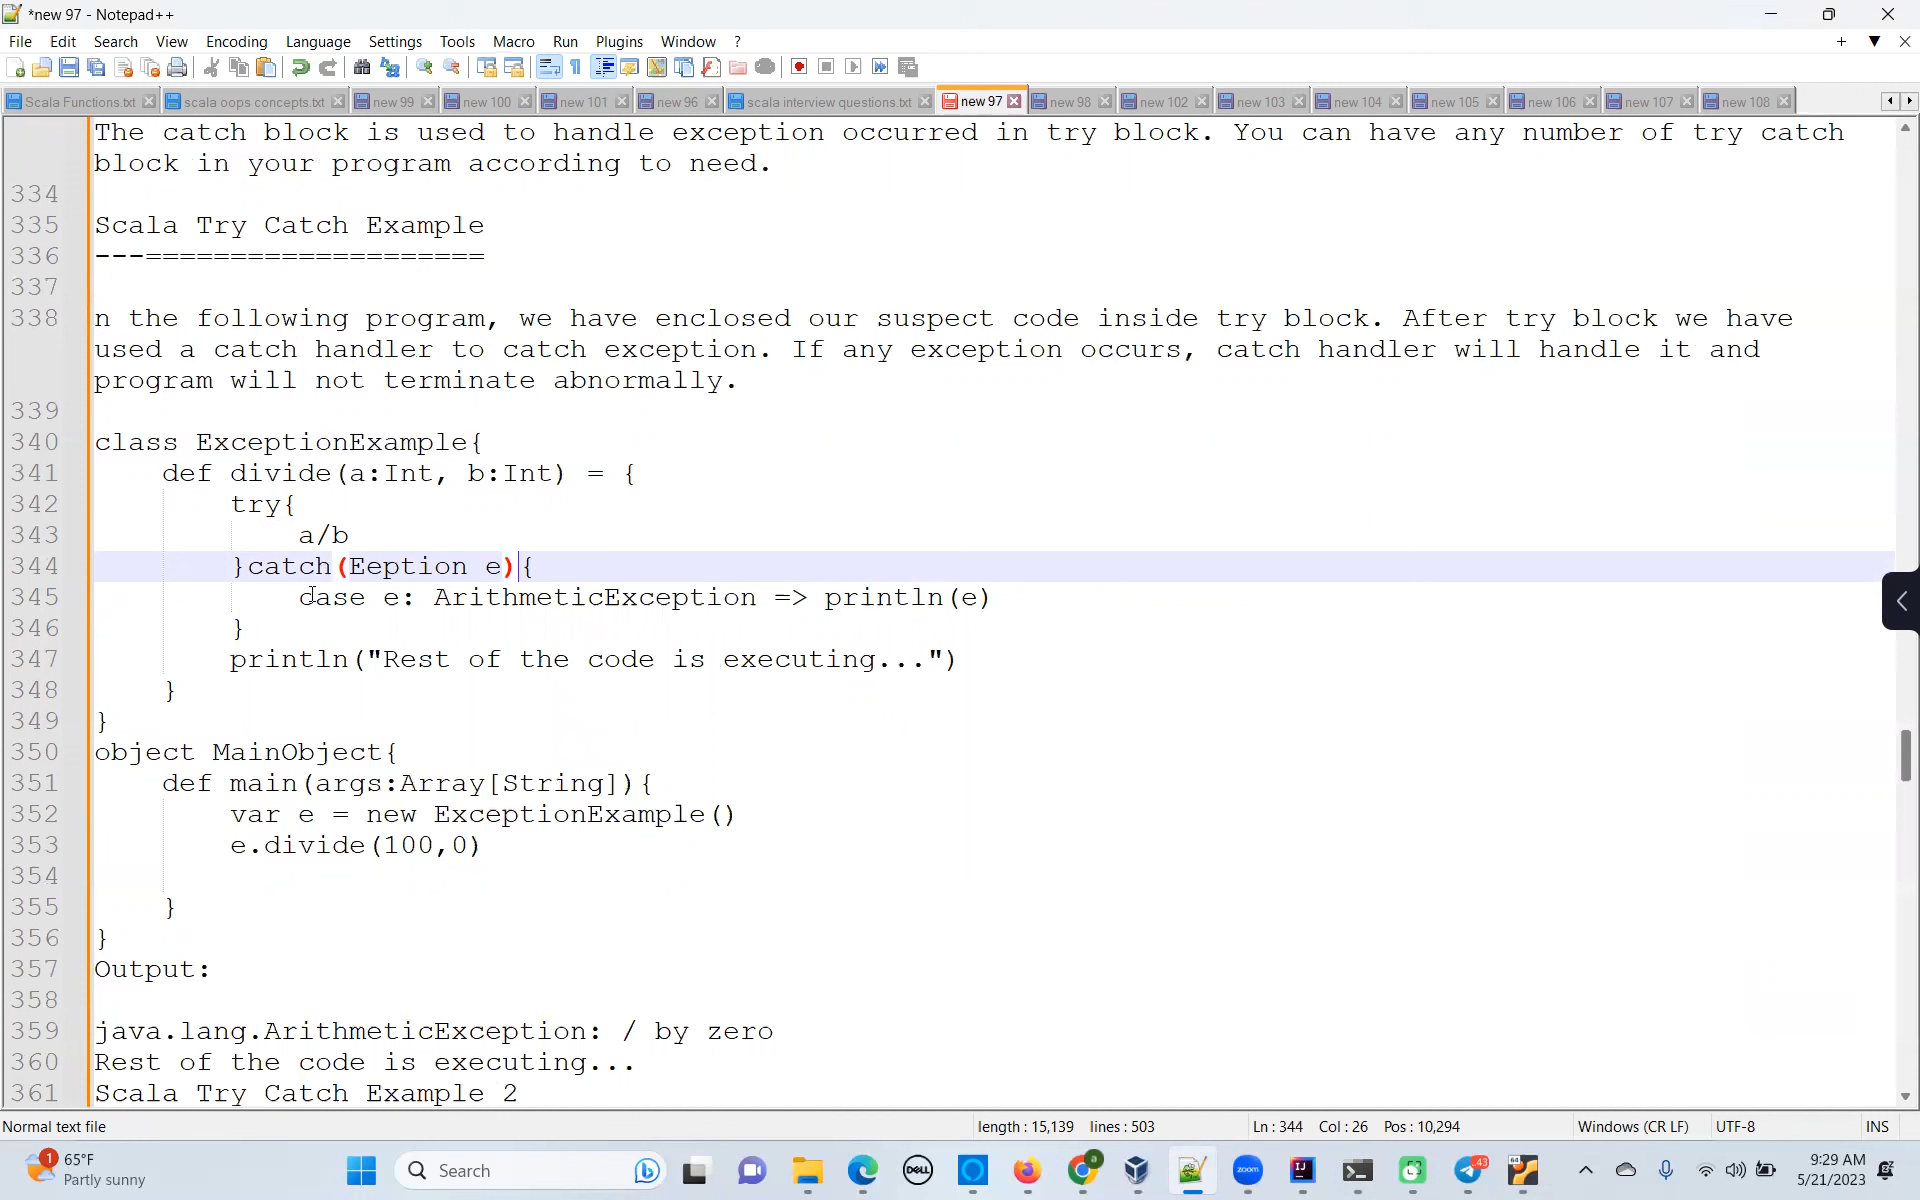 *new 97 - Notepad++
File Edit Search View Encoding Language Settings Tools Macro Run Plugins Window ?
Scala Functions.txt scala oops concepts.txt new 99 new 100 new 101 new 96 scala interview questions.txt new 97 new 98 new 102 new 103 new 104 new 105 new 106 new 107 new 108
The catch block is used to handle exception occurred in try block. You can have any number of try catch
block in your program according to need.
334
335 Scala Try Catch Example
336 ---====================
337
338 n the following program, we have enclosed our suspect code inside try block. After try block we have
used a catch handler to catch exception. If any exception occurs, catch handler will handle it and
program will not terminate abnormally.
339
340 class ExceptionExample{
341 def divide(a:Int, b:Int) = {
342 try{
343 a/b
344 }catch(Eeption e){
345 case e: ArithmeticException => println(e)
346 }
347 println("Rest of the code is executing...")
348 }
349 }
350 object MainObject{
351 def main(args:Array[String]){
352 var e = new ExceptionExample()
353 e.divide(100,0)
354
355 }
356 }
357 Output:
358
359 java.lang.ArithmeticException: / by zero
360 Rest of the code is executing...
361 Scala Try Catch Example 2
Normal text file length : 15,139 lines : 503 Ln : 344 Col : 26 Pos : 10,294 Windows (CR LF) UTF-8 INS
1 65°F
Partly sunny
Search
DELL
zoom
IJ
43
64
9:29 AM
5/21/2023